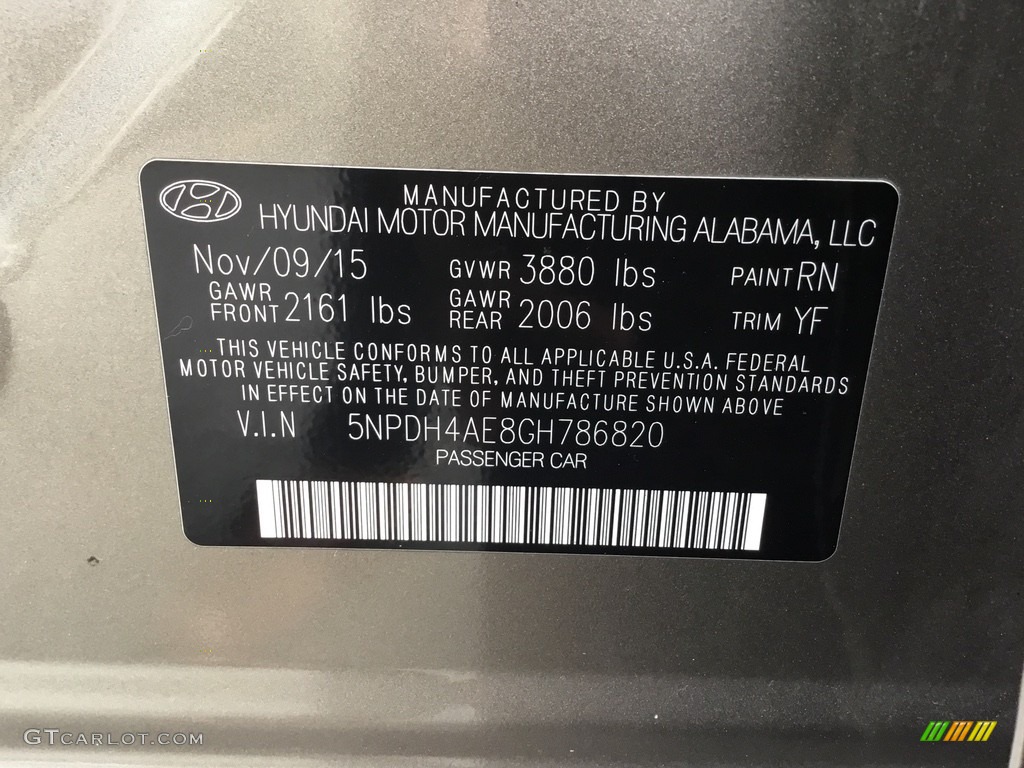 MANUFACTURED BY
HYUNDAI MOTOR MANUFACTURING ALABAMA, LLC
Nov/09/15 GVWR 3880 lbs PAINT RN
GAWR FRONT 2161 lbs GAWR REAR 2006 lbs TRIM YF
THIS VEHICLE CONFORMS TO ALL APPLICABLE U.S.A. FEDERAL
MOTOR VEHICLE SAFETY, BUMPER, AND THEFT PREVENTION STANDARDS
IN EFFECT ON THE DATE OF MANUFACTURE SHOWN ABOVE
V.I.N 5NPDH4AE8GH786820
PASSENGER CAR
GTCARLOT.COM